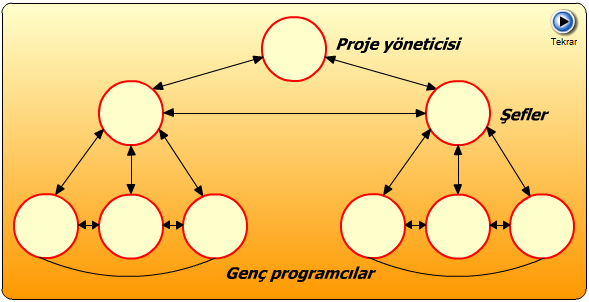 Proje yöneticisi
Tekrar
Şefler
Genç programcılar